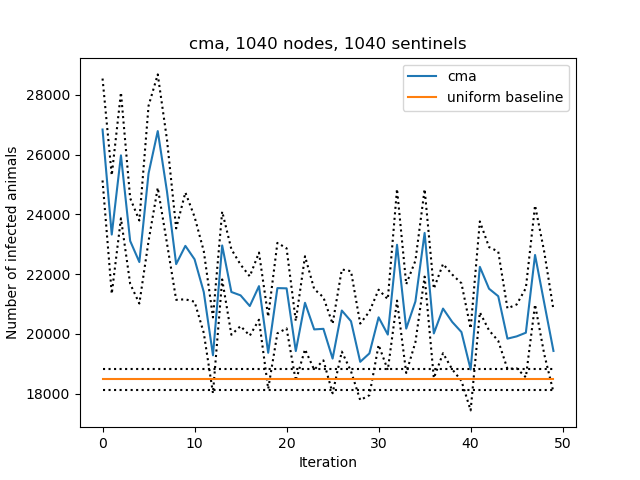 cma, 1040 nodes, 1040 sentinels
cma
uniform baseline
28000
26000
24000
22000
20000
18000
Number of infected animals
0 10 20 30 40 50
Iteration